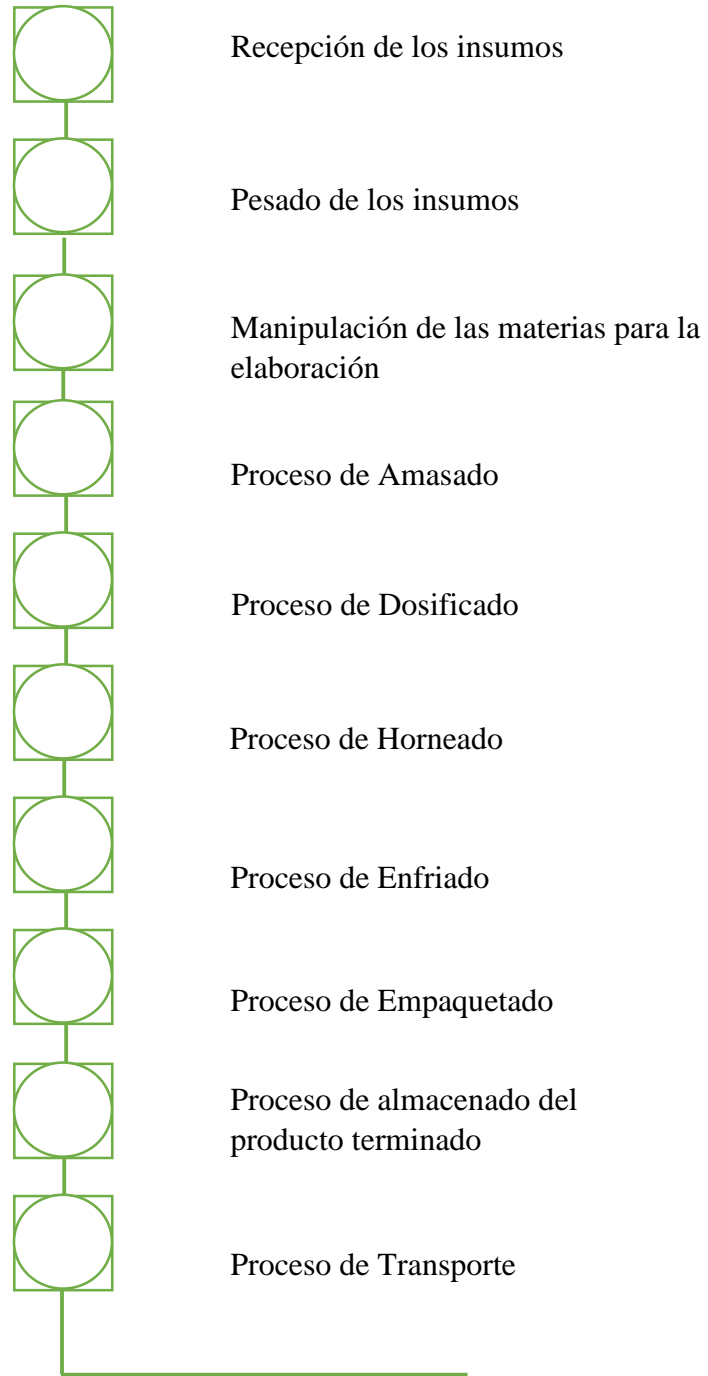 Recepción de los insumos
Pesado de los insumos
Manipulación de las materias para la
elaboración
Proceso de Amasado
Proceso de Dosificado
Proceso de Horneado
Proceso de Enfriado
Proceso de Empaquetado
Proceso de almacenado del
producto terminado
Proceso de Transporte